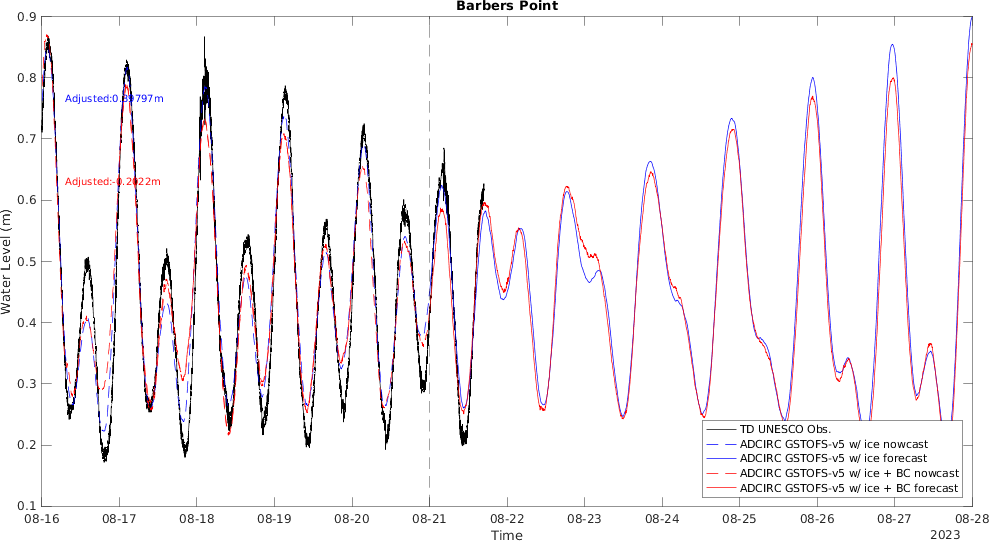 Barbers Point
0.9
0.8
0.7
0.6
0.5
0.4
0.3
0.2
0.1
Water Level (m)
Adjusted:0.39797m
Adjusted:-0.2022m
TD UNESCO Obs.
ADCIRC GSTOFS-v5 w/ ice nowcast
ADCIRC GSTOFS-v5 w/ ice forecast
ADCIRC GSTOFS-v5 w/ ice + BC nowcast
ADCIRC GSTOFS-v5 w/ ice + BC forecast
08-16 08-17 08-18 08-19 08-20 08-21 08-22 08-23 08-24 08-25 08-26 08-27 08-28
Time
2023